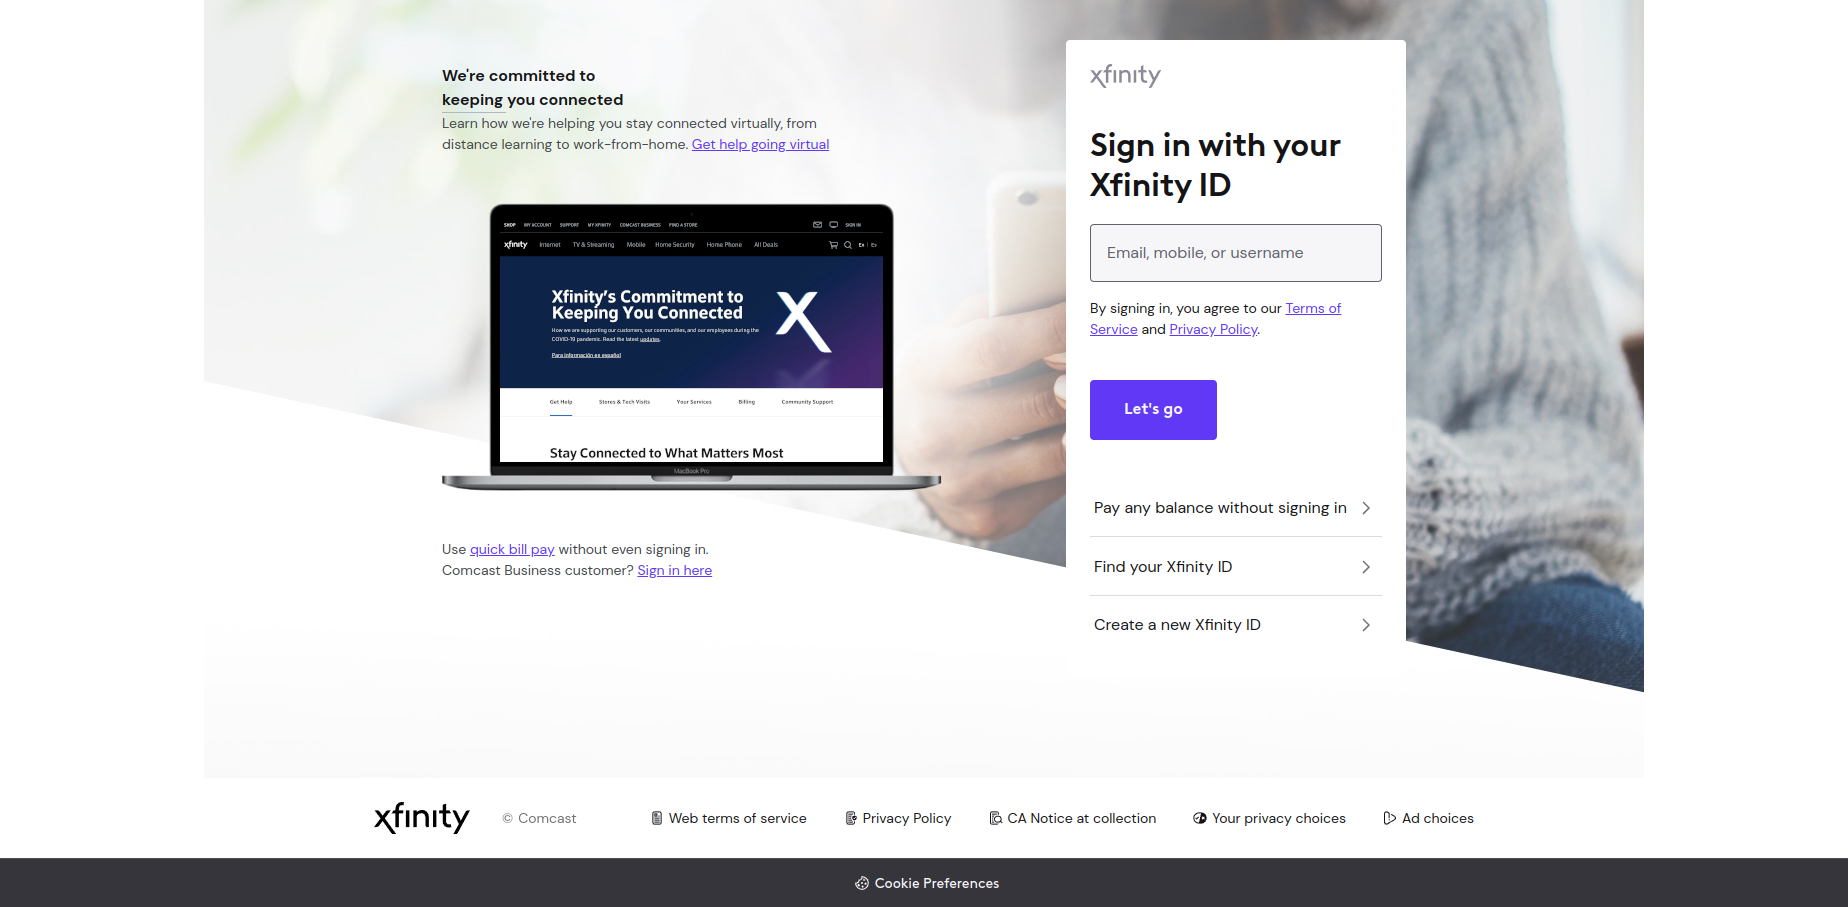 We're committed to
keeping you connected
Learn how we're helping you stay connected virtually, from
distance learning to work-from-home. Get help going virtual
SHOP MY ACCOUNT SUPPORT MY XFINITY COMCAST BUSINESS FIND A STORE SIGN IN
xfinity Internet TV & Streaming Mobile Home Security Home Phone All Deals En | Es
Xfinity's Commitment to
Keeping You Connected
How we are supporting our customers, our communities, and our employees during the
COVID-19 pandemic. Read the latest updates.
Para información en español
X
Get Help Stores & Tech Visits Your Services Billing Community Support
Stay Connected to What Matters Most
MacBook Pro
Use quick bill pay without even signing in.
Comcast Business customer? Sign in here
xfinity
Sign in with your
Xfinity ID
Email, mobile, or username
By signing in, you agree to our Terms of
Service and Privacy Policy.
Let's go
Pay any balance without signing in
Find your Xfinity ID
Create a new Xfinity ID
xfinity © Comcast Web terms of service Privacy Policy CA Notice at collection Your privacy choices Ad choices
Cookie Preferences